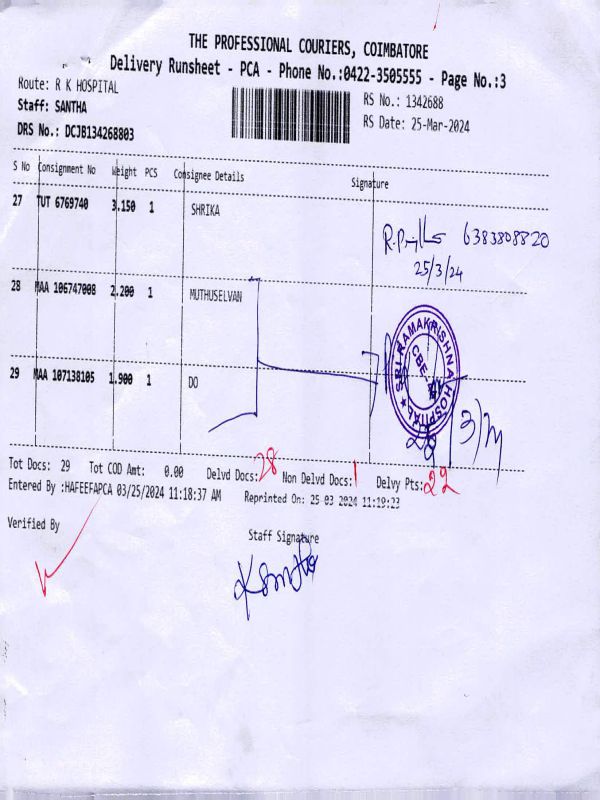 THE PROFESSIONAL COURIERS, COIMBATORE
Delivery Runsheet - PCA - Phone No.:0422-3505555 - Page No.:3
Route: R K HOSPITAL
RS No.: 1342688
Staff: SANTHA
RS Date: 25-Mar-2024
DRS No.: DCJB134268803
S No Consignment No Weight PCS Consignee Details Signature
27 TUT 6769740 3.150 1 SHRIKA
6383808820
25/3/24
28 MAA 106747008 2.200 1 MUTHUSELVAN
SRI RAMAKRISHNA HOSPITAL
CBE
29 MAA 107138105 1.900 1 DO
Tot Docs: 29 Tot COD Amt: 0.00 Delvd Docs: 28 Non Delvd Docs: 1 Delvy Pts: 22
Entered By :HAFEEFAPCA 03/25/2024 11:18:37 AM Reprinted On: 25 03 2024 11:19:23
Verified By
Staff Signature